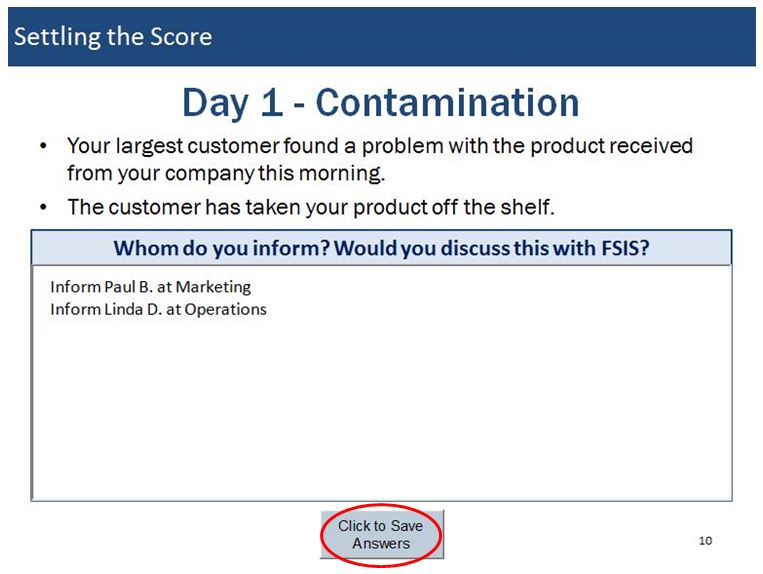 Settling the Score
Day 1 - Contamination
• Your largest customer found a problem with the product received
from your company this morning.
• The customer has taken your product off the shelf.
Whom do you inform? Would you discuss this with FSIS?
Inform Paul B. at Marketing
Inform Linda D. at Operations
Click to Save
Answers
10